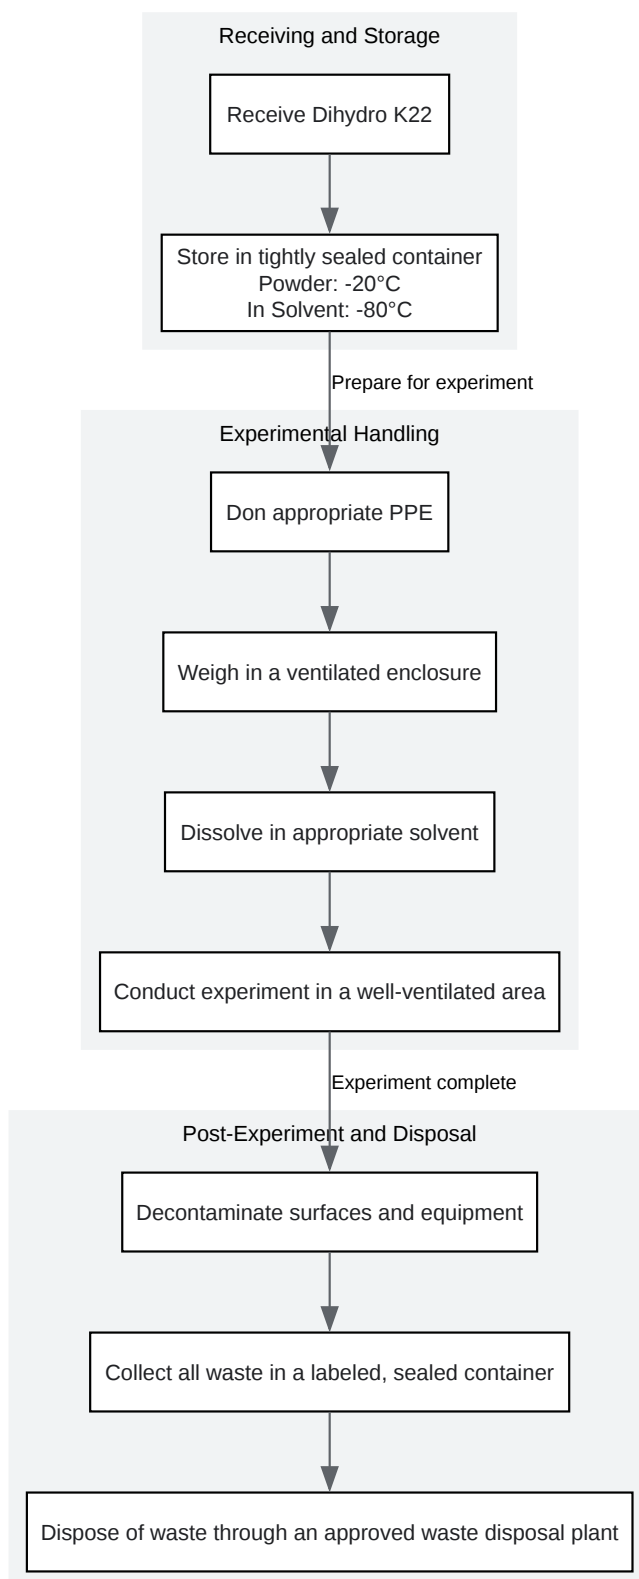 Receiving and Storage
Receive Dihydro K22
Store in tightly sealed container
Powder: -20°C
In Solvent: -80°C
Prepare for experiment
Experimental Handling
Don appropriate PPE
Weigh in a ventilated enclosure
Dissolve in appropriate solvent
Conduct experiment in a well-ventilated area
Experiment complete
Post-Experiment and Disposal
Decontaminate surfaces and equipment
Collect all waste in a labeled, sealed container
Dispose of waste through an approved waste disposal plant